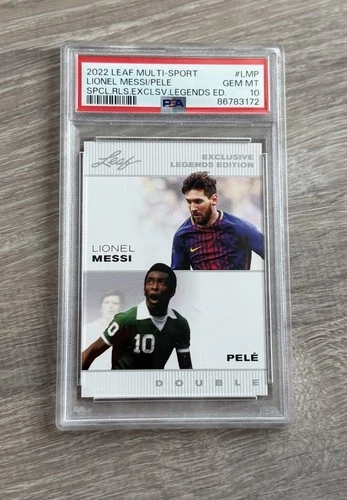 2022 LEAF MULTI-SPORT #LMP
LIONEL MESSI/PELE GEM MT
SPCL.RLS.EXCLSV.LEGENDS ED. 10
PSA 86783172
Leaf
EXCLUSIVE
LEGENDS EDITION
LIONEL
MESSI
10
10
PELÉ
DOUBLE